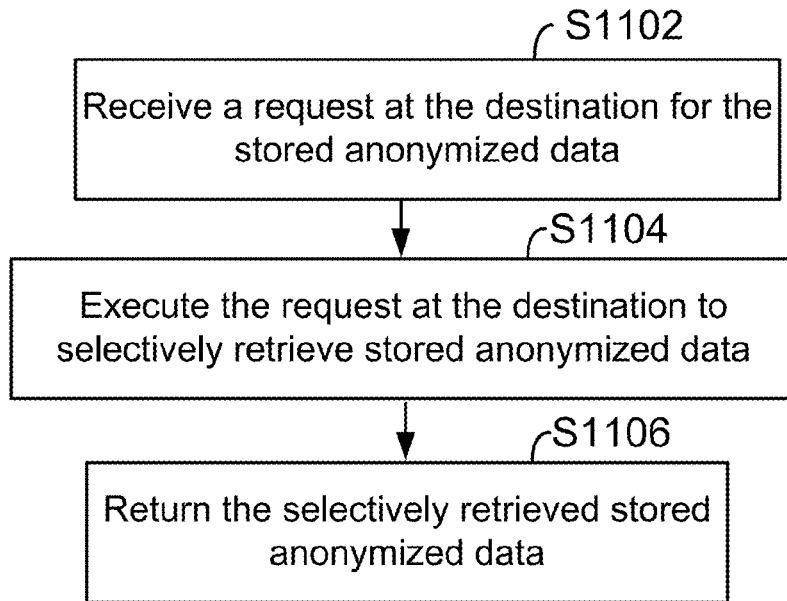 S1102
Receive a request at the destination for the
stored anonymized data
S1104
Execute the request at the destination to
selectively retrieve stored anonymized data
S1106
Return the selectively retrieved stored
anonymized data